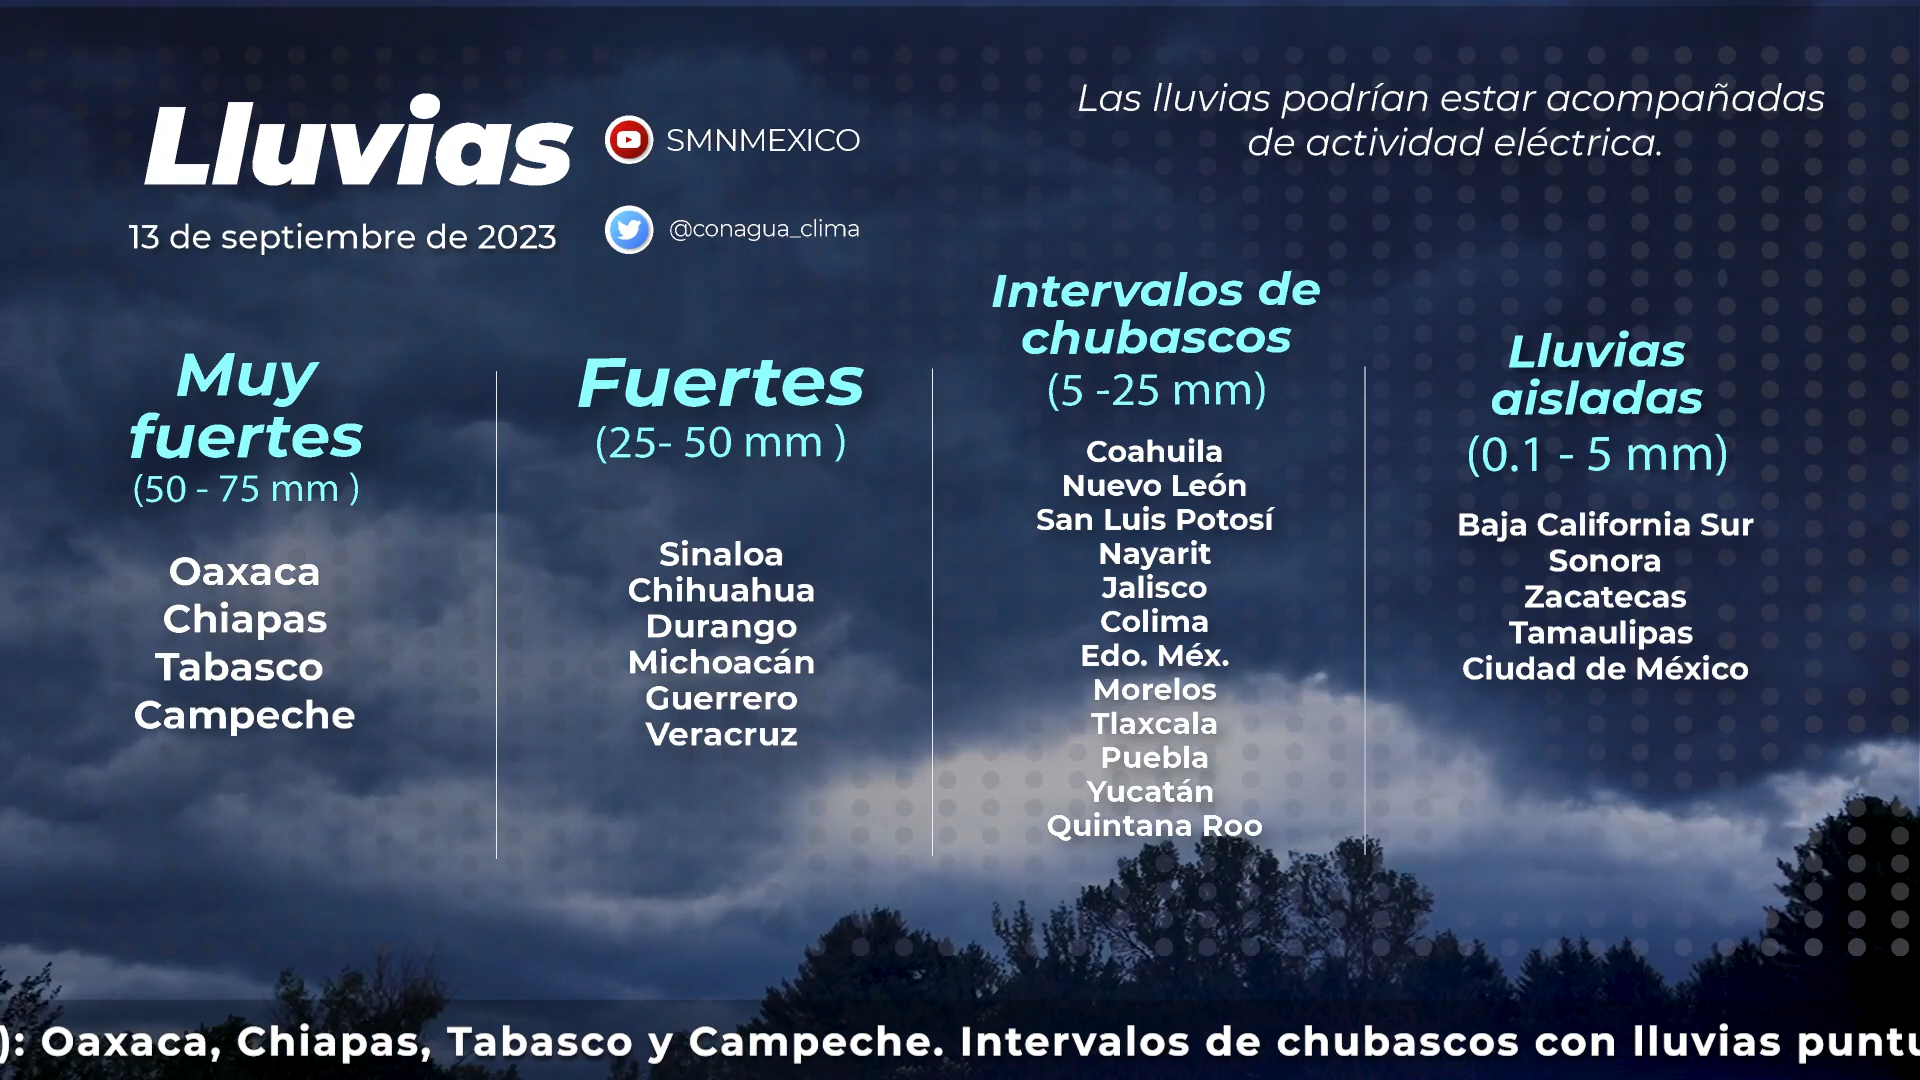 Lluvias
13 de septiembre de 2023
SMNMEXICO
@conagua_clima
Las lluvias podrían estar acompañadas
de actividad eléctrica.
Muy
fuertes
(50 - 75 mm )
Oaxaca
Chiapas
Tabasco
Campeche
Fuertes
(25- 50 mm )
Sinaloa
Chihuahua
Durango
Michoacán
Guerrero
Veracruz
Intervalos de
chubascos
(5 -25 mm)
Coahuila
Nuevo León
San Luis Potosí
Nayarit
Jalisco
Colima
Edo. Méx.
Morelos
Tlaxcala
Puebla
Yucatán
Quintana Roo
Lluvias
aisladas
(0.1 - 5 mm)
Baja California Sur
Sonora
Zacatecas
Tamaulipas
Ciudad de México
): Oaxaca, Chiapas, Tabasco y Campeche. Intervalos de chubascos con lluvias puntu